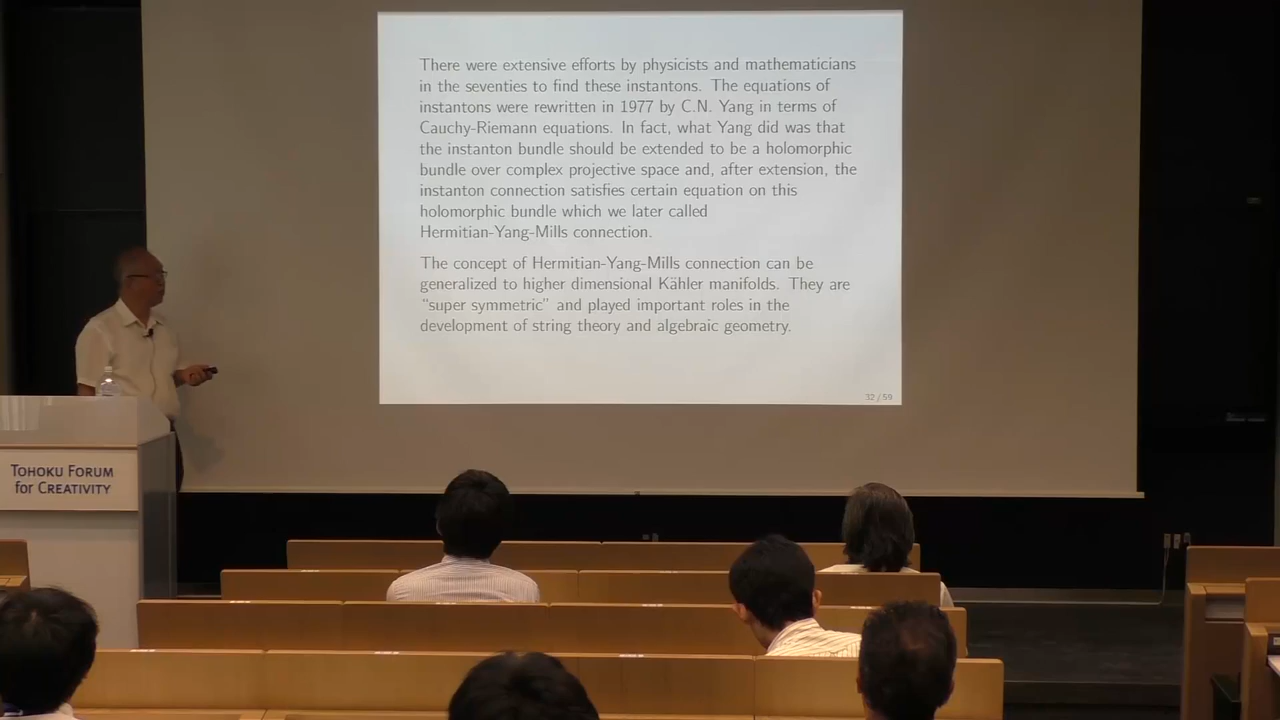 There were extensive efforts by physicists and mathematicians
in the seventies to find these instantons. The equations of
instantons were rewritten in 1977 by C.N. Yang in terms of
Cauchy-Riemann equations. In fact, what Yang did was that
the instanton bundle should be extended to be a holomorphic
bundle over complex projective space and, after extension, the
instanton connection satisfies certain equation on this
holomorphic bundle which we later called
Hermitian-Yang-Mills connection.
The concept of Hermitian-Yang-Mills connection can be
generalized to higher dimensional Kähler manifolds. They are
“super symmetric” and played important roles in the
development of string theory and algebraic geometry.
32 / 59
TOHOKU FORUM
for CREATIVITY